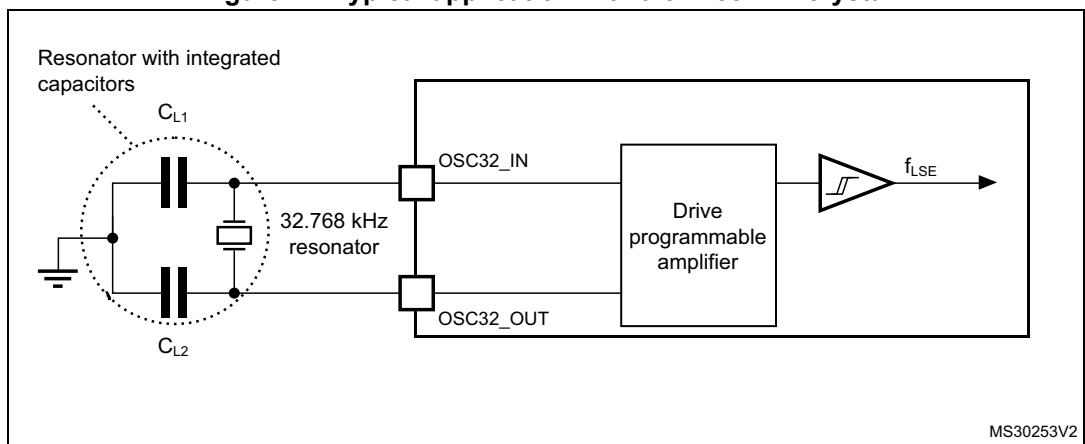 Resonator with integrated
capacitors
CL1
OSC32_IN
fLSE
32.768 kHz
resonator
Drive
programmable
amplifier
OSC32_OUT
CL2
MS30253V2